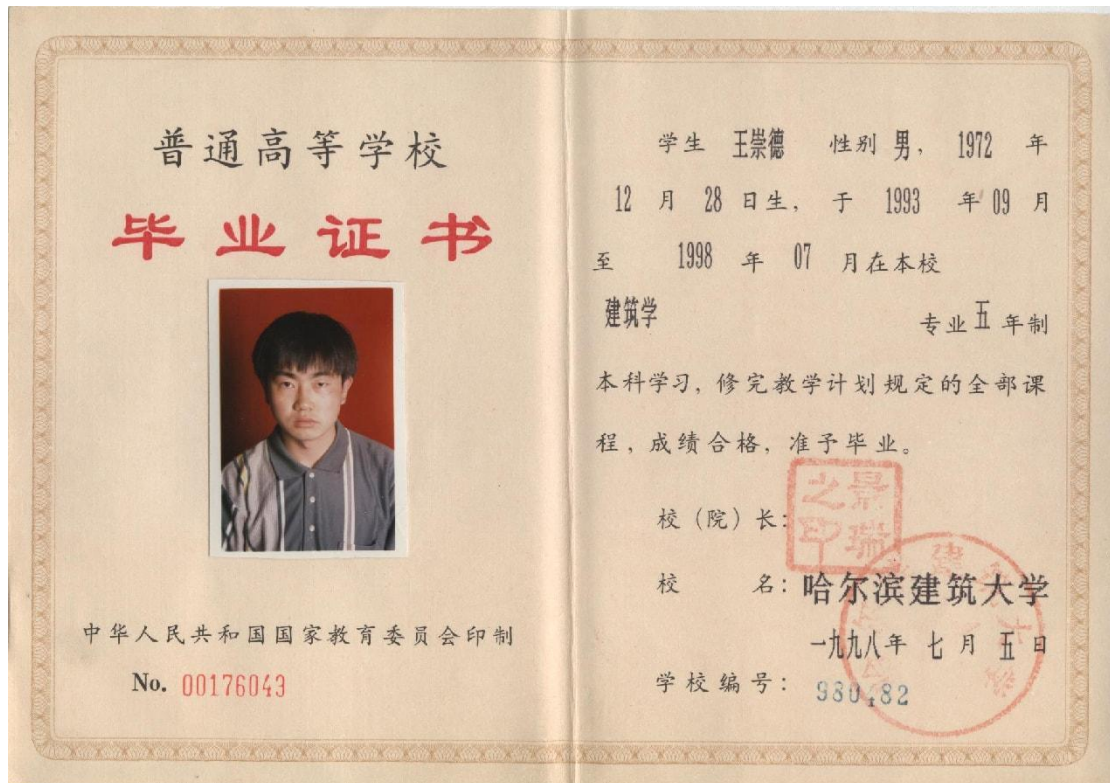 普通高等学校
毕业证书
中华人民共和国国家教育委员会印制
No. 00176043
学生 王崇德 性别 男, 1972 年
12 月 28 日生, 于 1993 年 09 月
至 1998 年 07 月在本校
建筑学 专业 五 年制
本科学习, 修完教学计划规定的全部课
程, 成绩合格, 准予毕业。
校（院）长:
景瑞之印
校 名: 哈尔滨建筑大学
一九九八年 七 月 五 日
学校编号: 980482